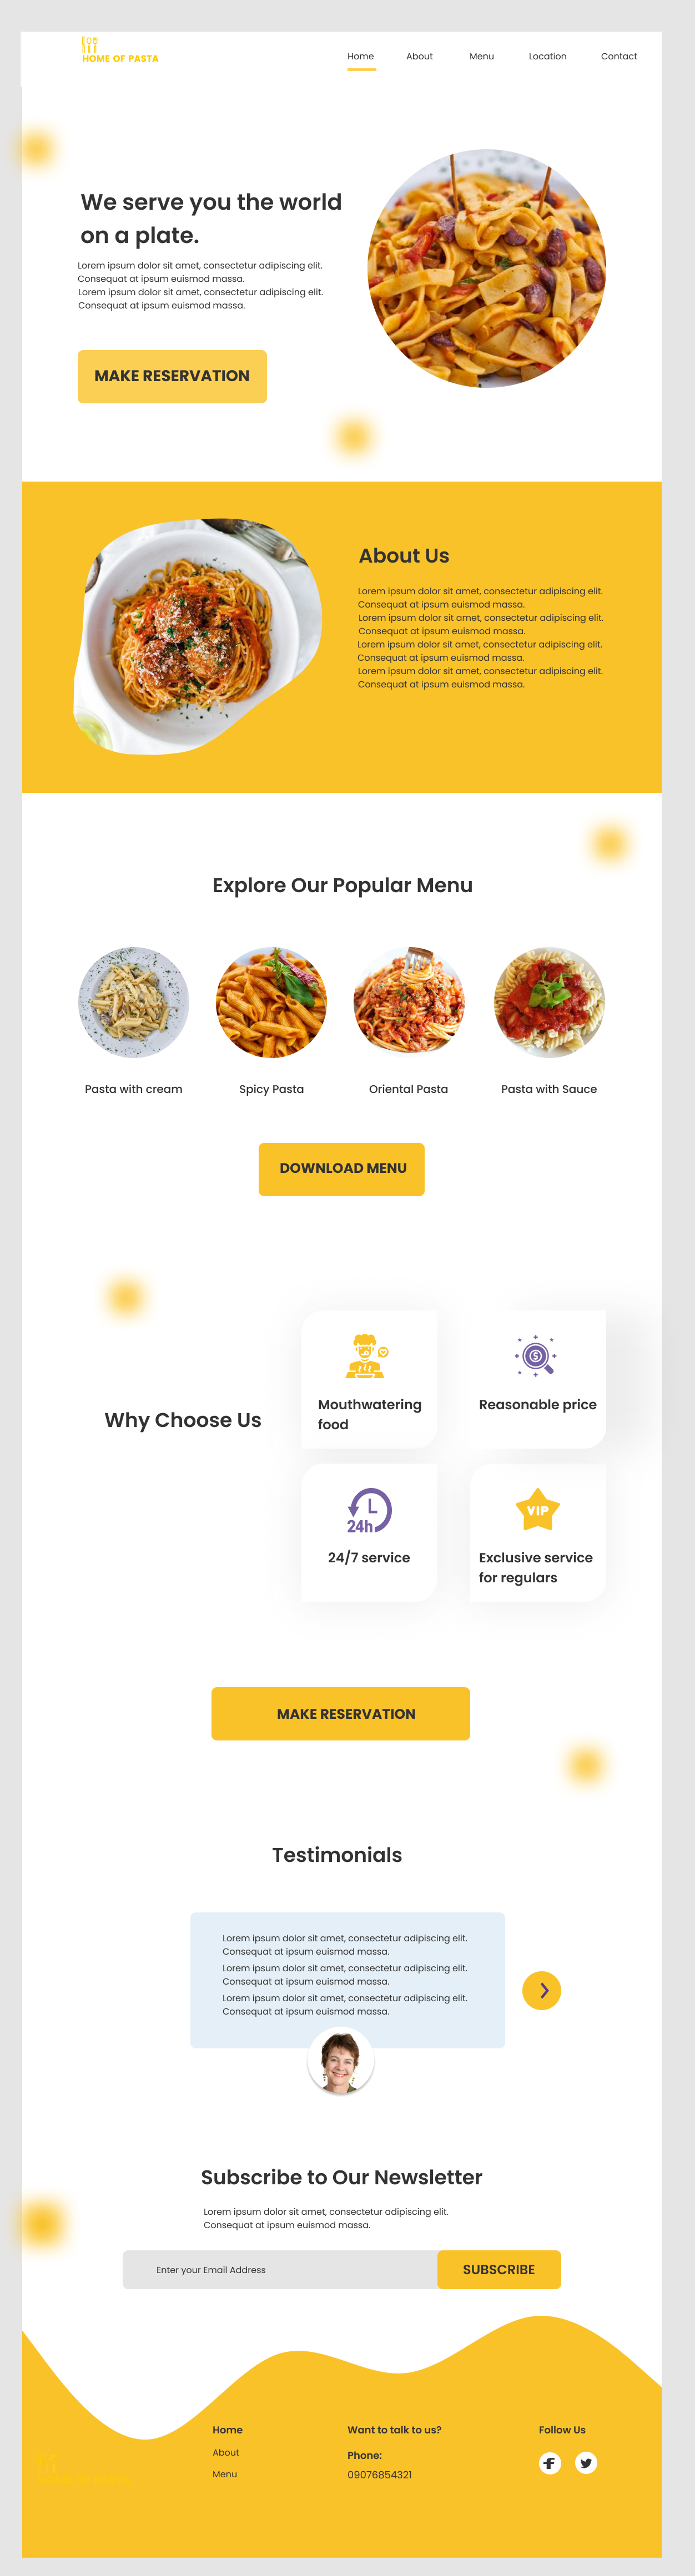 HOME OF PASTA
Home
About
Menu
Location
Contact
We serve you the world
on a plate.
Lorem ipsum dolor sit amet, consectetur adipiscing elit.
Consequat at ipsum euismod massa.
Lorem ipsum dolor sit amet, consectetur adipiscing elit.
Consequat at ipsum euismod massa.
MAKE RESERVATION
About Us
Lorem ipsum dolor sit amet, consectetur adipiscing elit.
Consequat at ipsum euismod massa.
Lorem ipsum dolor sit amet, consectetur adipiscing elit.
Consequat at ipsum euismod massa.
Lorem ipsum dolor sit amet, consectetur adipiscing elit.
Consequat at ipsum euismod massa.
Lorem ipsum dolor sit amet, consectetur adipiscing elit.
Consequat at ipsum euismod massa.
Explore Our Popular Menu
Pasta with cream
Spicy Pasta
Oriental Pasta
Pasta with Sauce
DOWNLOAD MENU
Why Choose Us
Mouthwatering
food
$
Reasonable price
24h
24/7 service
VIP
Exclusive service
for regulars
MAKE RESERVATION
Testimonials
Lorem ipsum dolor sit amet, consectetur adipiscing elit.
Consequat at ipsum euismod massa.
Lorem ipsum dolor sit amet, consectetur adipiscing elit.
Consequat at ipsum euismod massa.
Lorem ipsum dolor sit amet, consectetur adipiscing elit.
Consequat at ipsum euismod massa.
Subscribe to Our Newsletter
Lorem ipsum dolor sit amet, consectetur adipiscing elit.
Consequat at ipsum euismod massa.
Enter your Email Address
SUBSCRIBE
HOME OF PASTA
Home
About
Menu
Want to talk to us?
Phone:
09076854321
Follow Us